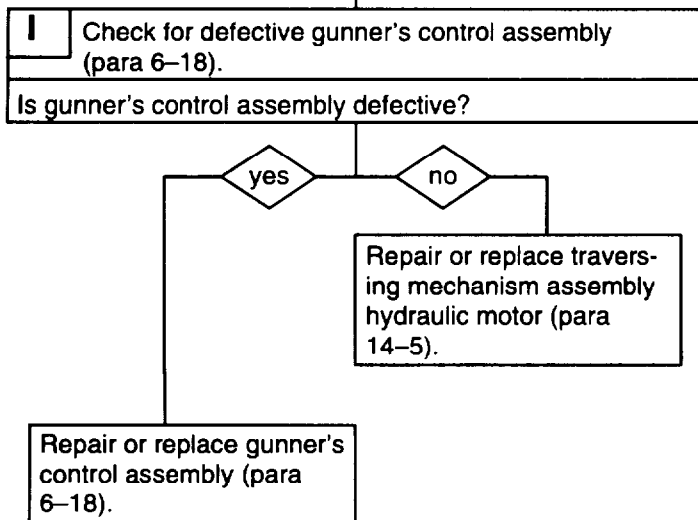 I
Check for defective gunner's control assembly
(para 6–18).
Is gunner's control assembly defective?
yes
no
Repair or replace travers-
ing mechanism assembly
hydraulic motor (para
14–5).
Repair or replace gunner's
control assembly (para
6–18).